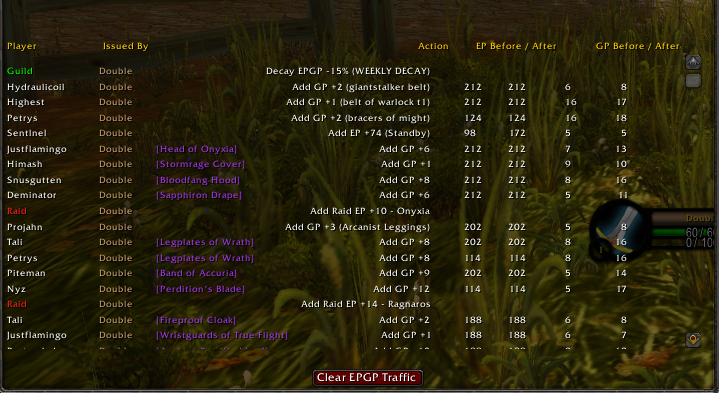 Player Issued By Action EP Before / After GP Before / After
Guild Double Decay EPGP -15% (WEEKLY DECAY)
Hydraulicoil Double Add GP +2 (giantstalker belt) 212 212 6 8
Highest Double Add GP +1 (belt of warlock t1) 212 212 16 17
Petrys Double Add GP +2 (bracers of might) 124 124 16 18
Sentinel Double Add EP +74 (Standby) 98 172 5 5
Justflamingo Double [Head of Onyxia] Add GP +6 212 212 7 13
Himash Double [Stormrage Cover] Add GP +1 212 212 9 10
Snusgutten Double [Bloodfang Hood] Add GP +8 212 212 8 16
Deminator Double [Sapphiron Drape] Add GP +6 212 212 5 11
Raid Double Add Raid EP +10 - Onyxia
Projahn Double Add GP +3 (Arcanist Leggings) 202 202 5 8
Tali Double [Legplates of Wrath] Add GP +8 202 202 8 16
Petrys Double [Legplates of Wrath] Add GP +8 114 114 8 16
Piteman Double [Band of Accuria] Add GP +9 202 202 5 14
Nyz Double [Perdition's Blade] Add GP +12 114 114 5 17
Raid Double Add Raid EP +14 - Ragnaros
Tali Double [Fireproof Cloak] Add GP +2 188 188 6 8
Justflamingo Double [Wristguards of True Flight] Add GP +1 188 188 6 7
Clear EPGP Traffic